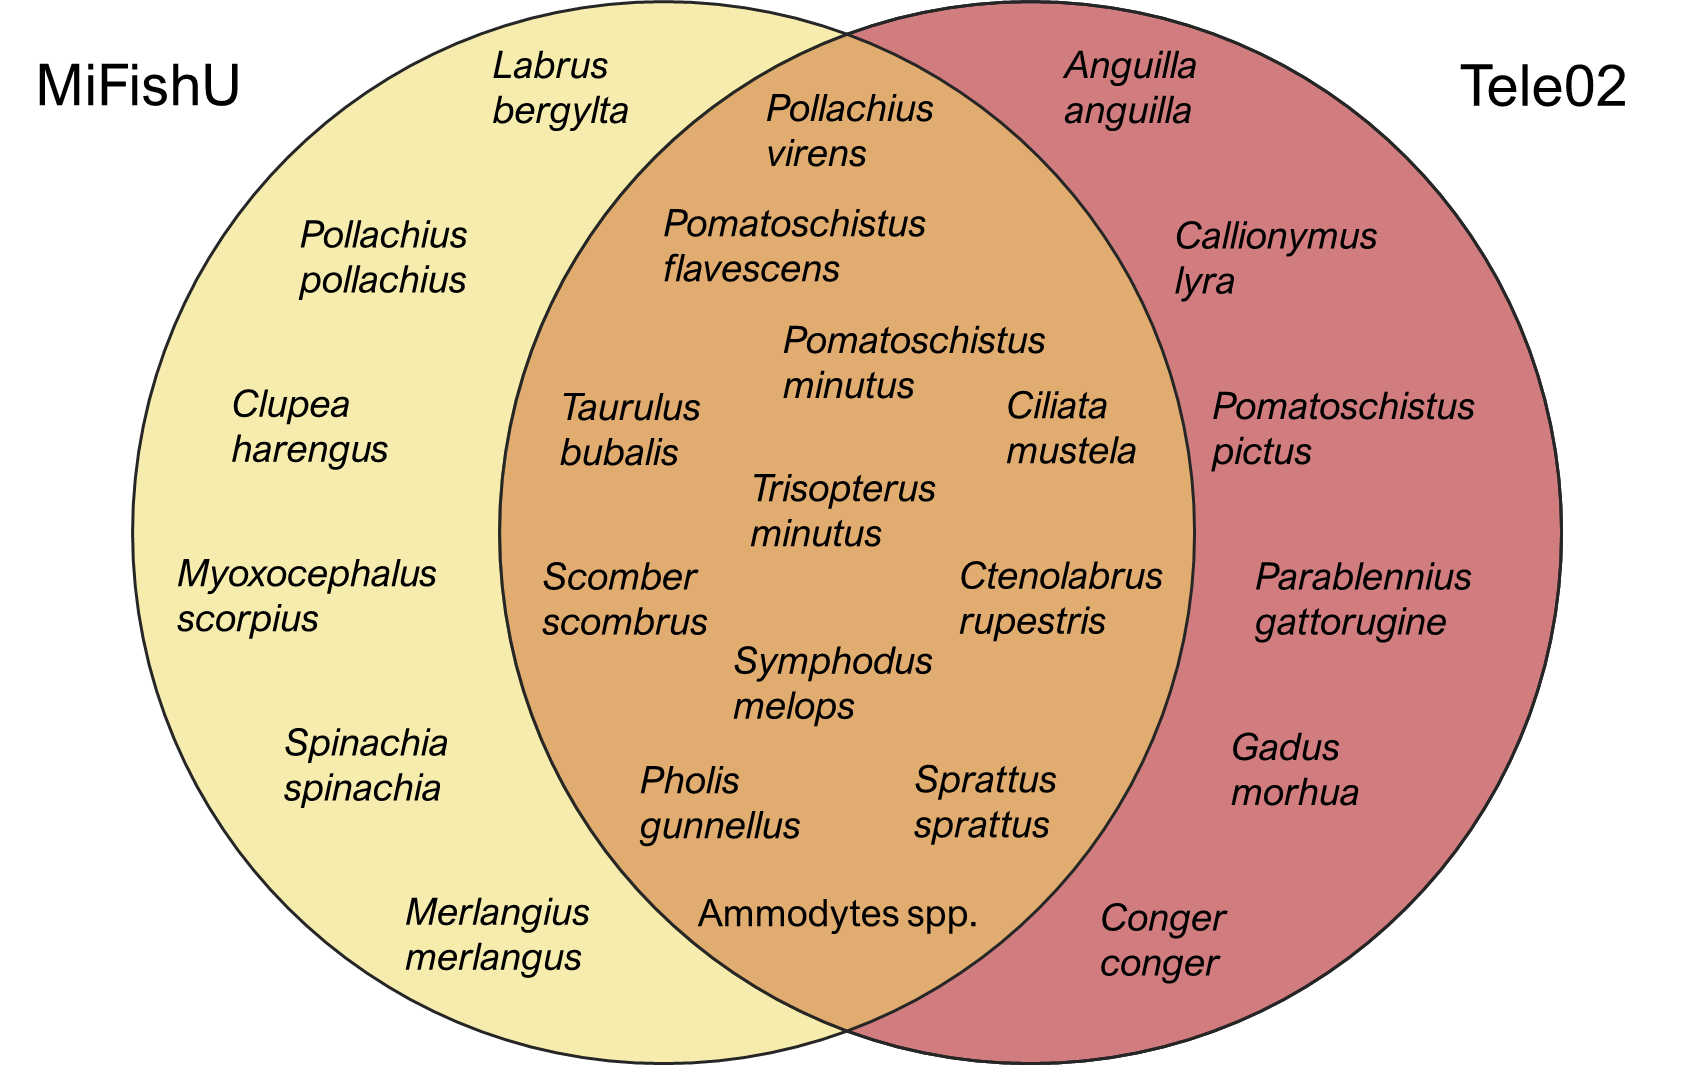 MiFishU
Tele02
Labrus
bergylta
Pollachius
pollachius
Clupea
harengus
Myoxocephalus
scorpius
Spinachia
spinachia
Merlangius
merlangus
Pollachius
virens
Pomatoschistus
flavescens
Pomatoschistus
minutus
Taurulus
bubalis
Ciliata
mustela
Trisopterus
minutus
Scomber
scombrus
Ctenolabrus
rupestris
Symphodus
melops
Pholis
gunnellus
Sprattus
sprattus
Ammodytes spp.
Anguilla
anguilla
Callionymus
lyra
Pomatoschistus
pictus
Parablennius
gattorugine
Gadus
morhua
Conger
conger